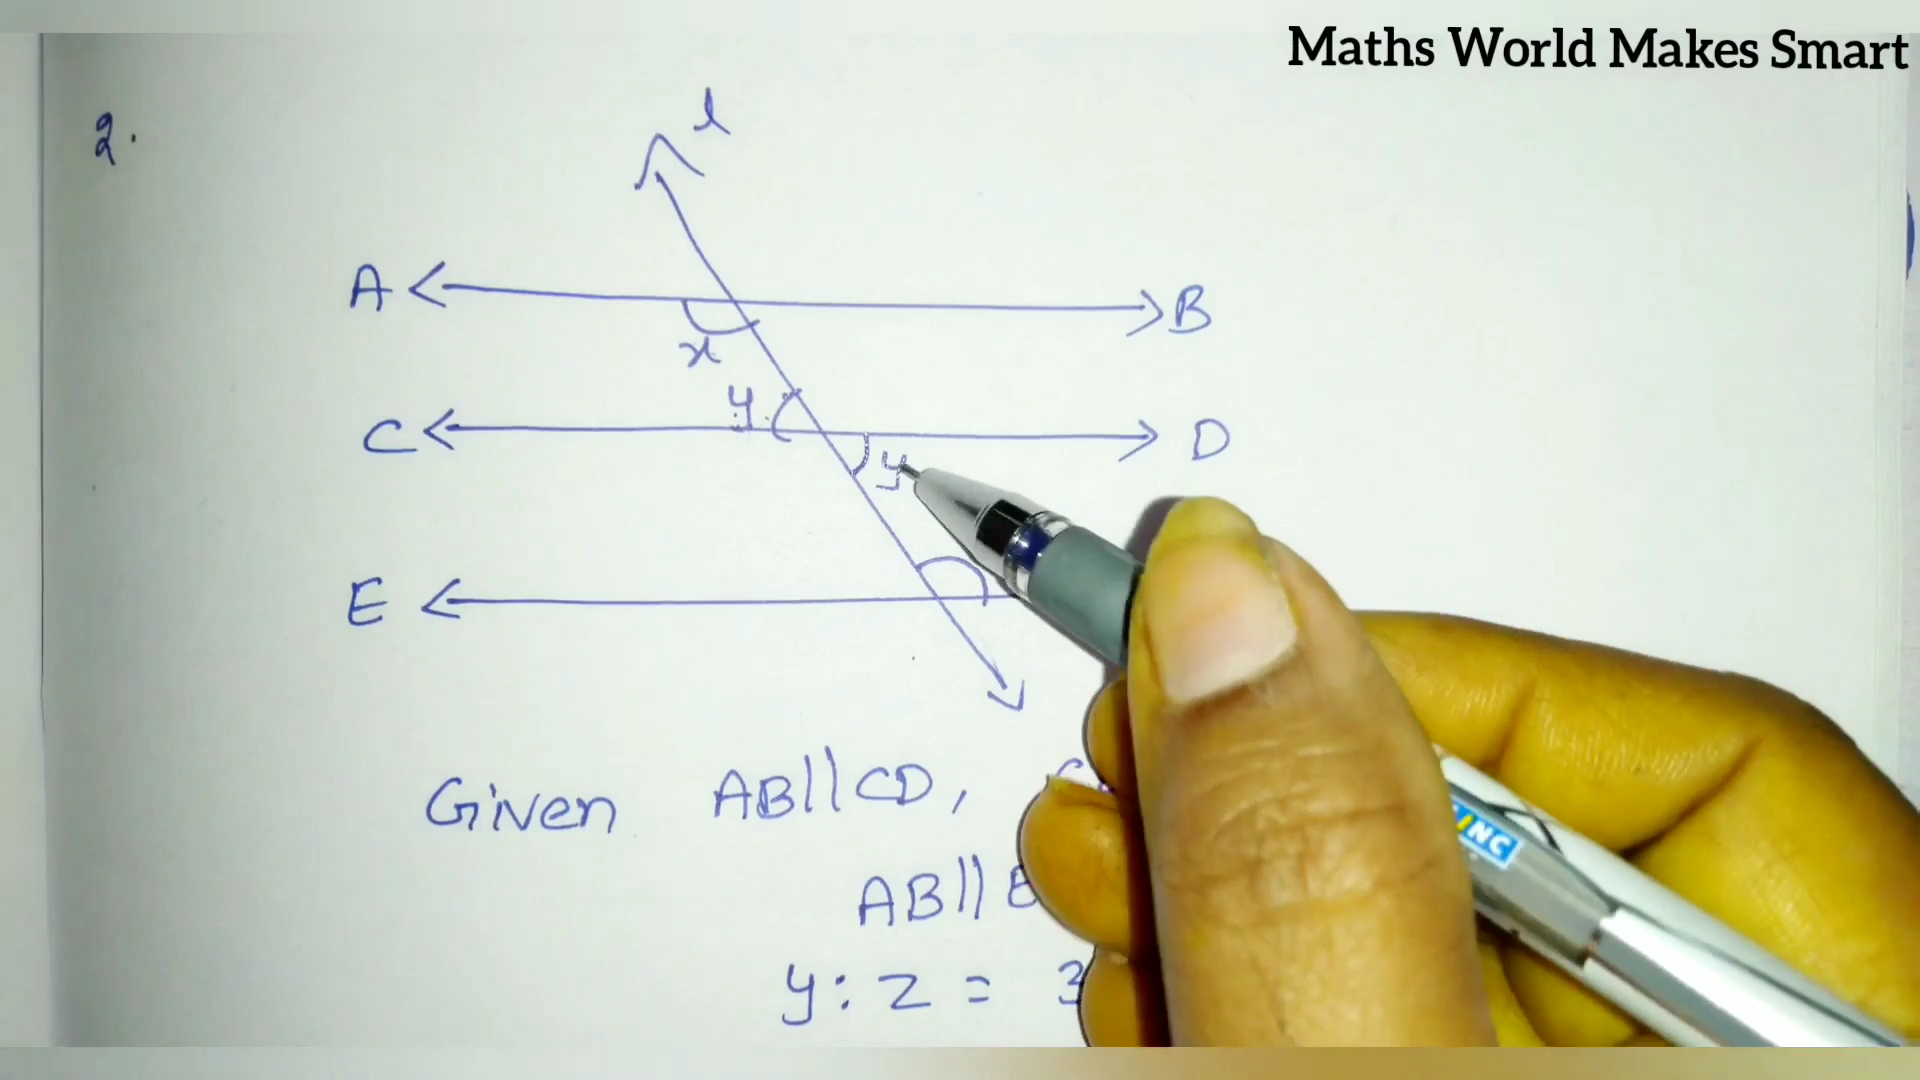 Maths World Makes Smart
2.
l
A B
x
y
C D
y
E
Given AB||CD,
AB||E
y : z = 3